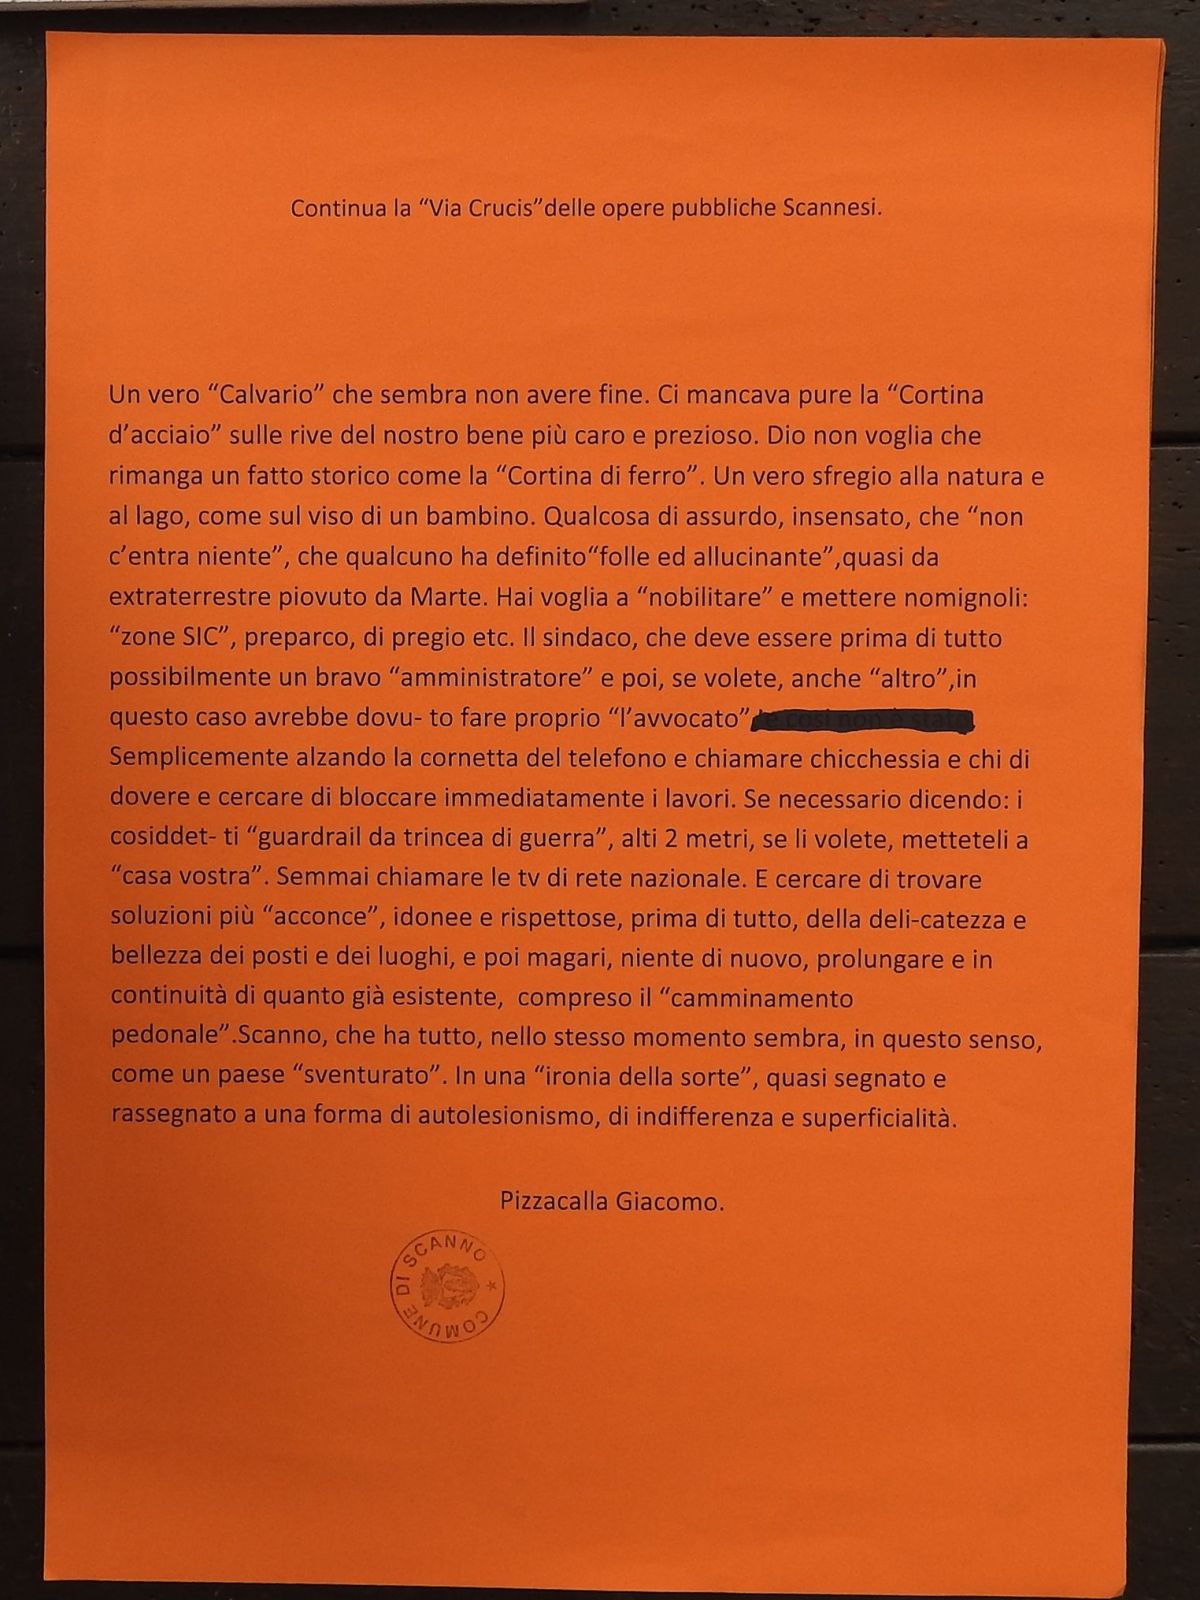 Continua la “Via Crucis”delle opere pubbliche Scannesi.
Un vero “Calvario” che sembra non avere fine. Ci mancava pure la “Cortina
d’acciaio” sulle rive del nostro bene più caro e prezioso. Dio non voglia che
rimanga un fatto storico come la “Cortina di ferro”. Un vero sfregio alla natura e
al lago, come sul viso di un bambino. Qualcosa di assurdo, insensato, che “non
c’entra niente”, che qualcuno ha definito“folle ed allucinante”,quasi da
extraterrestre piovuto da Marte. Hai voglia a “nobilitare” e mettere nomignoli:
“zone SIC”, preparco, di pregio etc. Il sindaco, che deve essere prima di tutto
possibilmente un bravo “amministratore” e poi, se volete, anche “altro”,in
questo caso avrebbe dovu- to fare proprio “l’avvocato”, così non è stato
Semplicemente alzando la cornetta del telefono e chiamare chicchessia e chi di
dovere e cercare di bloccare immediatamente i lavori. Se necessario dicendo: i
cosiddet- ti “guardrail da trincea di guerra”, alti 2 metri, se li volete, metteteli a
“casa vostra”. Semmai chiamare le tv di rete nazionale. E cercare di trovare
soluzioni più “acconce”, idonee e rispettose, prima di tutto, della deli-catezza e
bellezza dei posti e dei luoghi, e poi magari, niente di nuovo, prolungare e in
continuità di quanto già esistente,  compreso il “camminamento
pedonale”.Scanno, che ha tutto, nello stesso momento sembra, in questo senso,
come un paese “sventurato”. In una “ironia della sorte”, quasi segnato e
rassegnato a una forma di autolesionismo, di indifferenza e superficialità.
Pizzacalla Giacomo.
COMUNE DI SCANNO